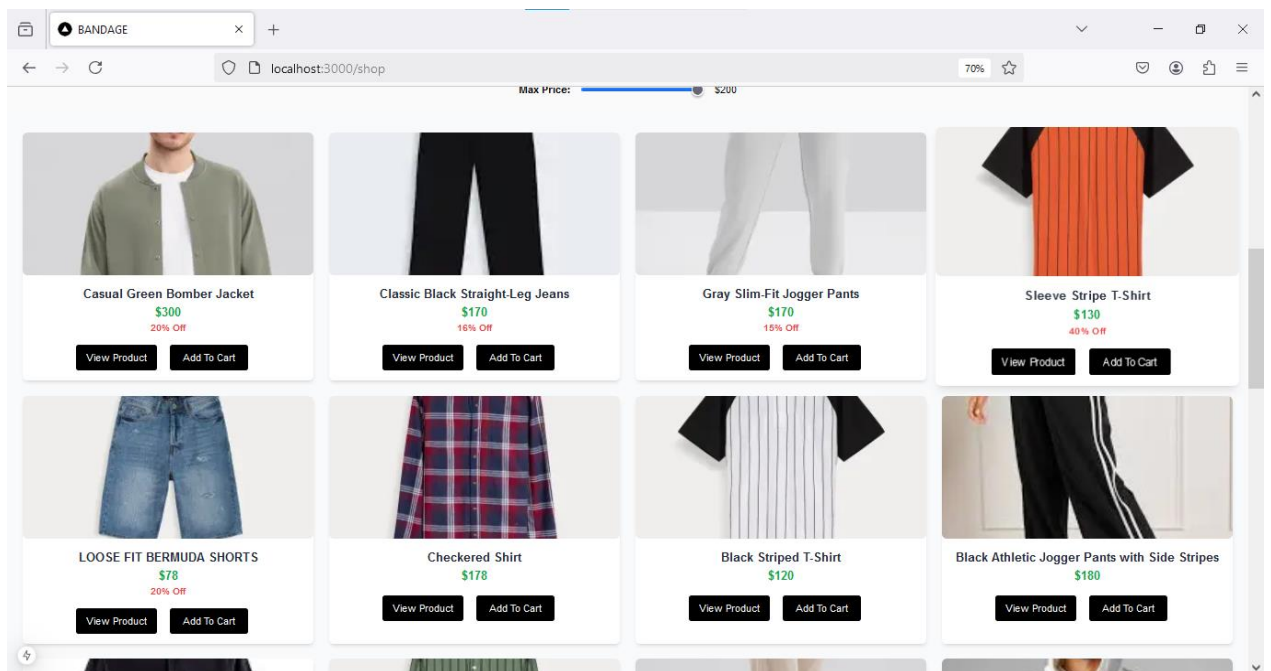 BANDAGE
localhost:3000/shop
70%
Max Price: $200
Casual Green Bomber Jacket
$300
20% Off
View Product Add To Cart
Classic Black Straight-Leg Jeans
$170
16% Off
View Product Add To Cart
Gray Slim-Fit Jogger Pants
$170
15% Off
View Product Add To Cart
Sleeve Stripe T-Shirt
$130
40% Off
View Product Add To Cart
LOOSE FIT BERMUDA SHORTS
$78
20% Off
View Product Add To Cart
Checkered Shirt
$178
View Product Add To Cart
Black Striped T-Shirt
$120
View Product Add To Cart
Black Athletic Jogger Pants with Side Stripes
$180
View Product Add To Cart